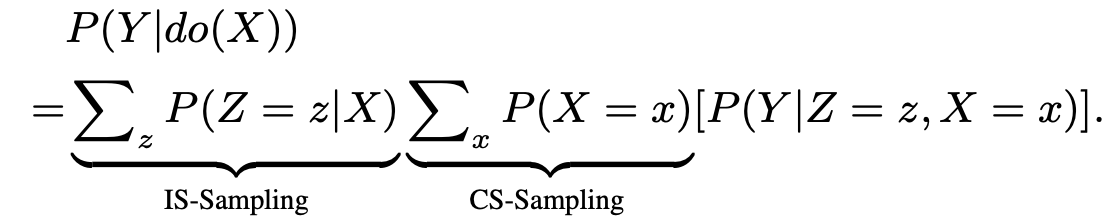 P(Y|do(X))
=∑_z P(Z = z|X) ∑_x P(X = x)[P(Y|Z = z, X = x)].
IS-Sampling CS-Sampling